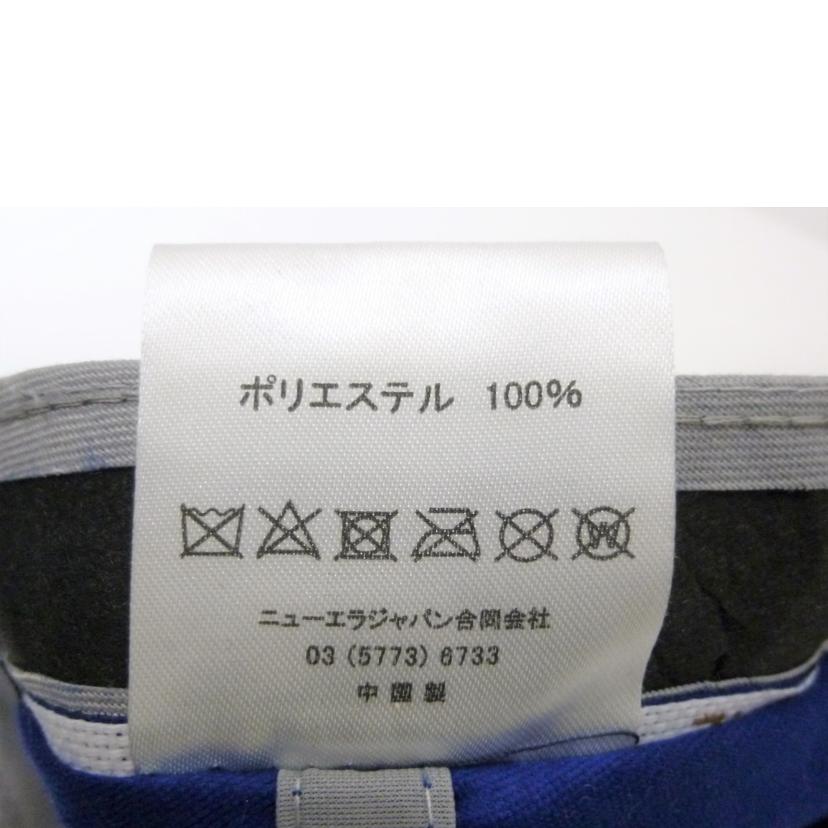 ポリエステル 100%
ニューエラジャパン合同会社
03 (5773) 6733
中国製